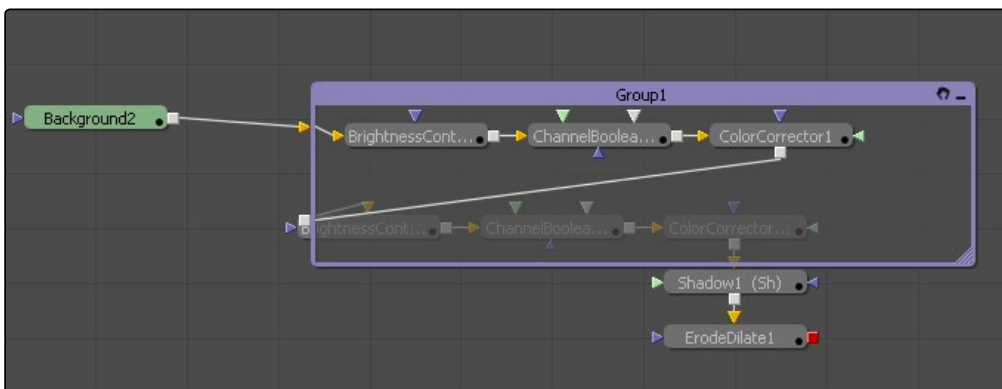 Group1
Background2
BrightnessCont... ChannelBoolea... ColorCorrector1
BrightnessCont... ChannelBoolea... ColorCorrector...
Shadow1 (Sh)
ErodeDilate1